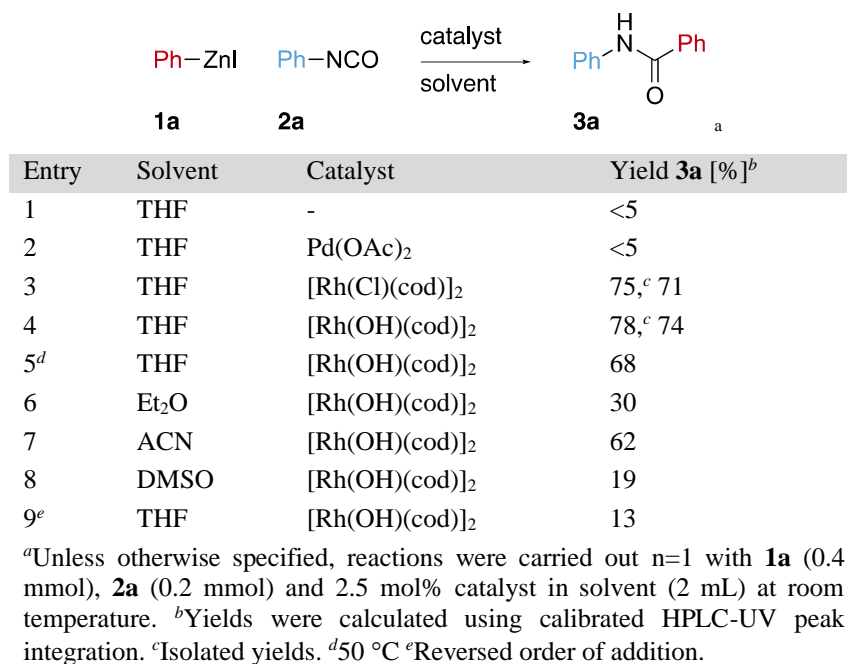 catalyst
Ph–ZnI Ph–NCO
solvent
H
N
Ph
Ph
O
1a 2a 3a a
Entry Solvent Catalyst Yield 3a [%]b
1 THF - <5
2 THF Pd(OAc)2 <5
3 THF [Rh(Cl)(cod)]2 75,c 71
4 THF [Rh(OH)(cod)]2 78,c 74
5d THF [Rh(OH)(cod)]2 68
6 Et2O [Rh(OH)(cod)]2 30
7 ACN [Rh(OH)(cod)]2 62
8 DMSO [Rh(OH)(cod)]2 19
9e THF [Rh(OH)(cod)]2 13
aUnless otherwise specified, reactions were carried out n=1 with 1a (0.4
mmol), 2a (0.2 mmol) and 2.5 mol% catalyst in solvent (2 mL) at room
temperature. bYields were calculated using calibrated HPLC-UV peak
integration. cIsolated yields. d50 °C eReversed order of addition.